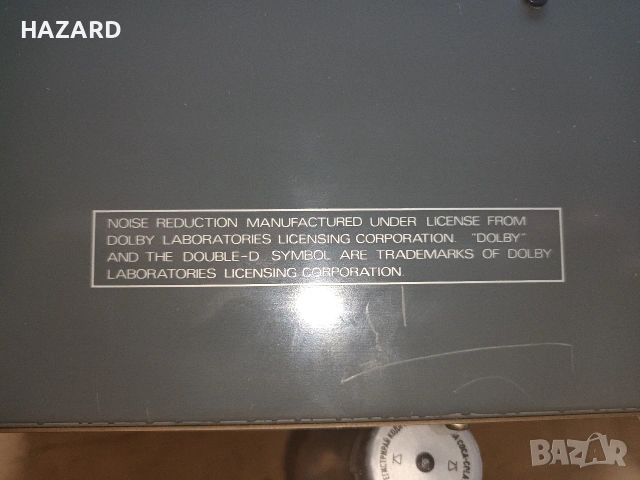 HAZARD
NOISE REDUCTION MANUFACTURED UNDER LICENSE FROM
DOLBY LABORATORIES LICENSING CORPORATION. "DOLBY"
AND THE DOUBLE-D SYMBOL ARE TRADEMARKS OF DOLBY
LABORATORIES LICENSING CORPORATION.
BAZAR